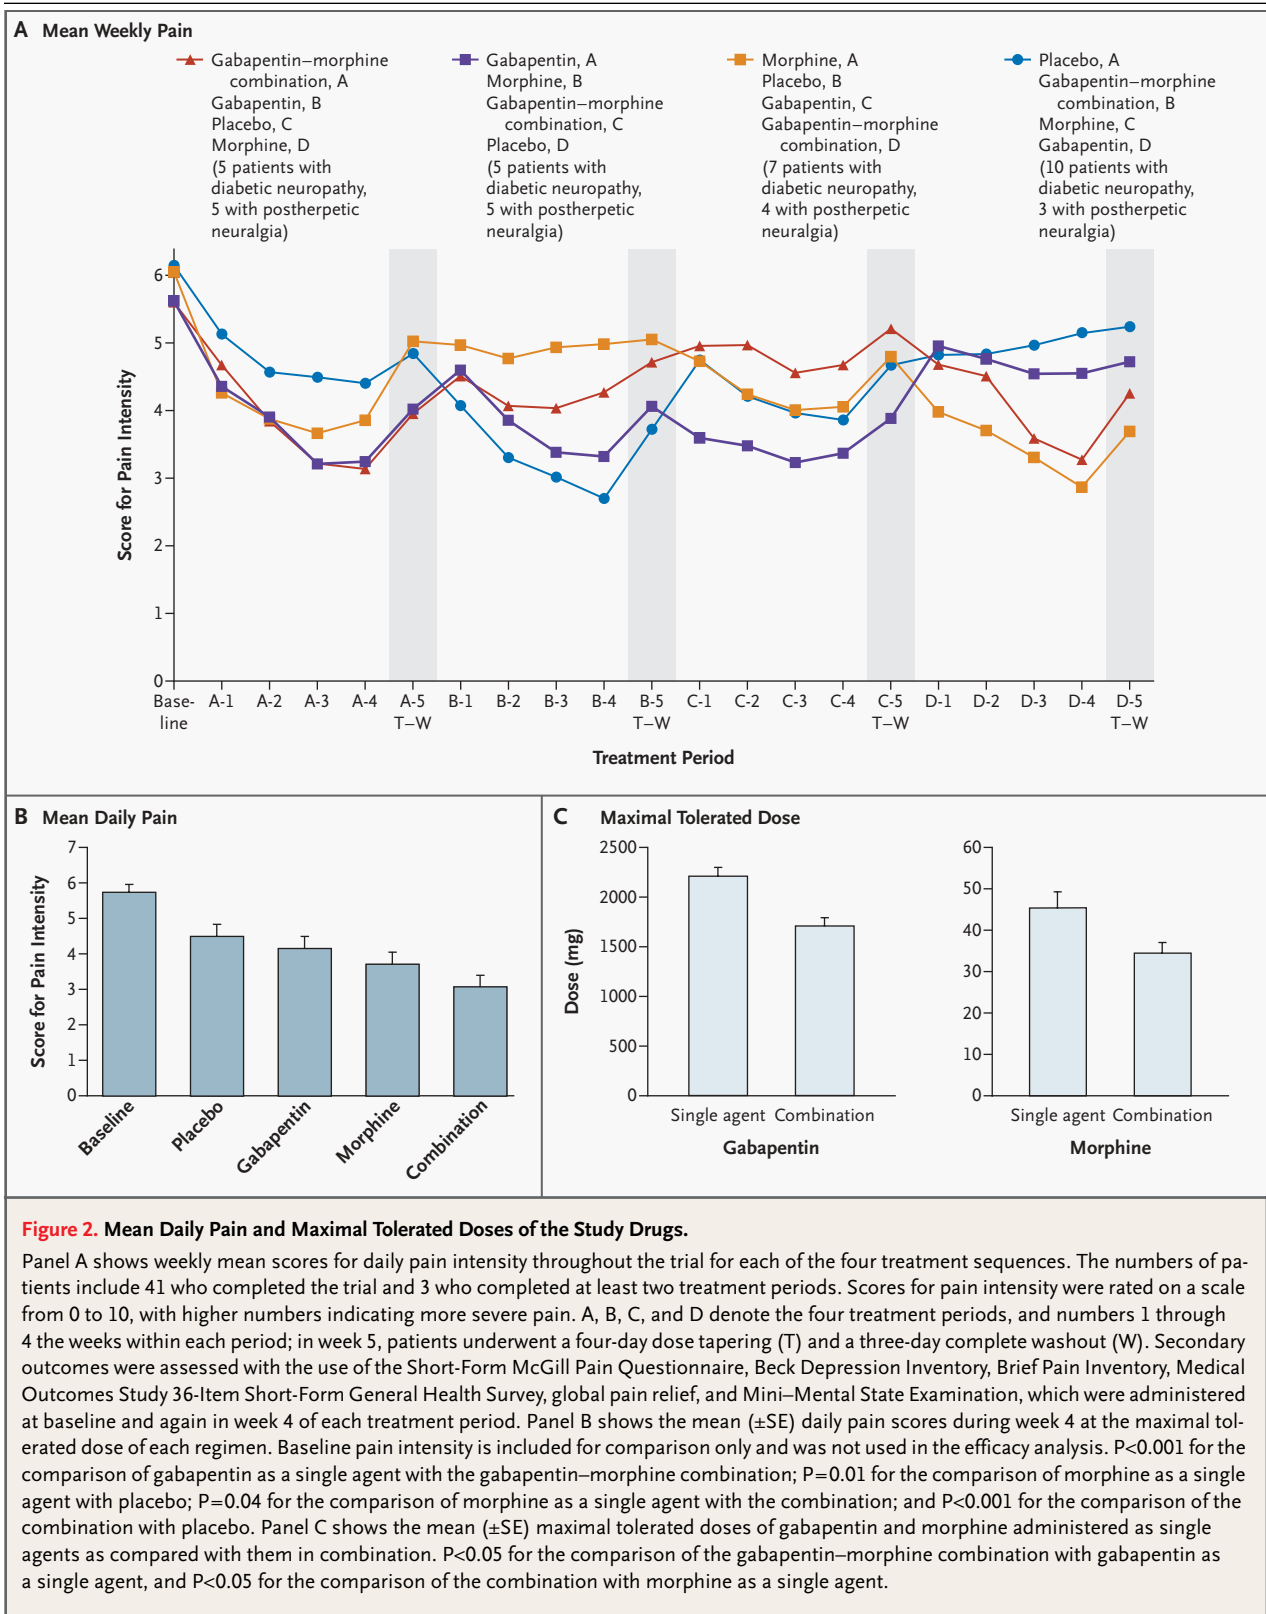 A Mean Weekly Pain
Gabapentin–morphine
combination, A
Gabapentin, B
Placebo, C
Morphine, D
(5 patients with
diabetic neuropathy,
5 with postherpetic
neuralgia)
Gabapentin, A
Morphine, B
Gabapentin–morphine
combination, C
Placebo, D
(5 patients with
diabetic neuropathy,
5 with postherpetic
neuralgia)
Morphine, A
Placebo, B
Gabapentin, C
Gabapentin–morphine
combination, D
(7 patients with
diabetic neuropathy,
4 with postherpetic
neuralgia)
Placebo, A
Gabapentin–morphine
combination, B
Morphine, C
Gabapentin, D
(10 patients with
diabetic neuropathy,
3 with postherpetic
neuralgia)
Score for Pain Intensity
6
5
4
3
2
1
0
Base-
line
A-1
A-2
A-3
A-4
A-5
T–W
B-1
B-2
B-3
B-4
B-5
T–W
C-1
C-2
C-3
C-4
C-5
T–W
D-1
D-2
D-3
D-4
D-5
T–W
Treatment Period
B Mean Daily Pain
Score for Pain Intensity
7
6
5
4
3
2
1
0
Baseline
Placebo
Gabapentin
Morphine
Combination
C Maximal Tolerated Dose
Dose (mg)
2500
2000
1500
1000
500
0
Single agent Combination
Gabapentin
60
50
40
30
20
10
0
Single agent Combination
Morphine
Figure 2. Mean Daily Pain and Maximal Tolerated Doses of the Study Drugs.
Panel A shows weekly mean scores for daily pain intensity throughout the trial for each of the four treatment sequences. The numbers of pa-
tients include 41 who completed the trial and 3 who completed at least two treatment periods. Scores for pain intensity were rated on a scale
from 0 to 10, with higher numbers indicating more severe pain. A, B, C, and D denote the four treatment periods, and numbers 1 through
4 the weeks within each period; in week 5, patients underwent a four-day dose tapering (T) and a three-day complete washout (W). Secondary
outcomes were assessed with the use of the Short-Form McGill Pain Questionnaire, Beck Depression Inventory, Brief Pain Inventory, Medical
Outcomes Study 36-Item Short-Form General Health Survey, global pain relief, and Mini–Mental State Examination, which were administered
at baseline and again in week 4 of each treatment period. Panel B shows the mean (±SE) daily pain scores during week 4 at the maximal tol-
erated dose of each regimen. Baseline pain intensity is included for comparison only and was not used in the efficacy analysis. P<0.001 for the
comparison of gabapentin as a single agent with the gabapentin–morphine combination; P=0.01 for the comparison of morphine as a single
agent with placebo; P=0.04 for the comparison of morphine as a single agent with the combination; and P<0.001 for the comparison of the
combination with placebo. Panel C shows the mean (±SE) maximal tolerated doses of gabapentin and morphine administered as single
agents as compared with them in combination. P<0.05 for the comparison of the gabapentin–morphine combination with gabapentin as
a single agent, and P<0.05 for the comparison of the combination with morphine as a single agent.